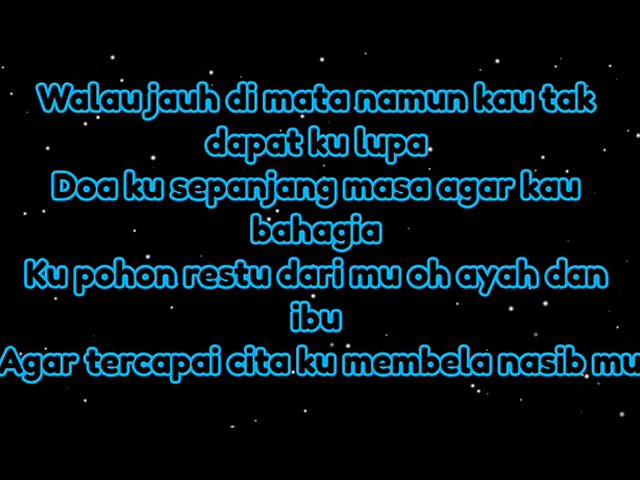 Walau jauh di mata namun kau tak
dapat ku lupa
Doa ku sepanjang masa agar kau
bahagia
Ku pohon restu dari mu oh ayah dan
ibu
Agar tercapai cita ku membela nasib mu